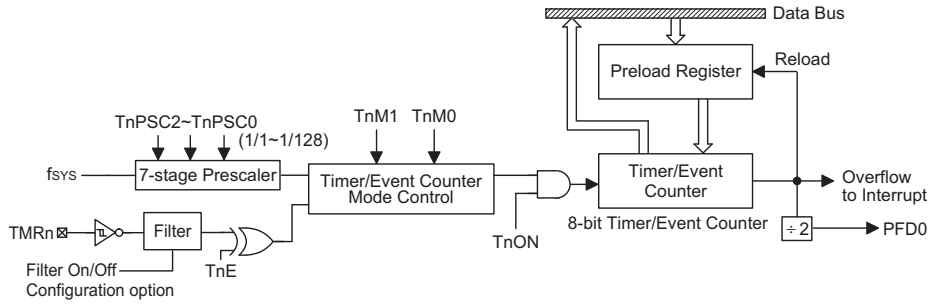 Data Bus
Preload Register
Reload
TnPSC2~TnPSC0
(1/1~1/128)
TnM1
TnM0
fSYS
7-stage Prescaler
Timer/Event Counter
Mode Control
Timer/Event
Counter
Overflow
to Interrupt
8-bit Timer/Event Counter
TMRn
Filter
TnE
TnON
÷ 2
PFD0
Filter On/Off
Configuration option